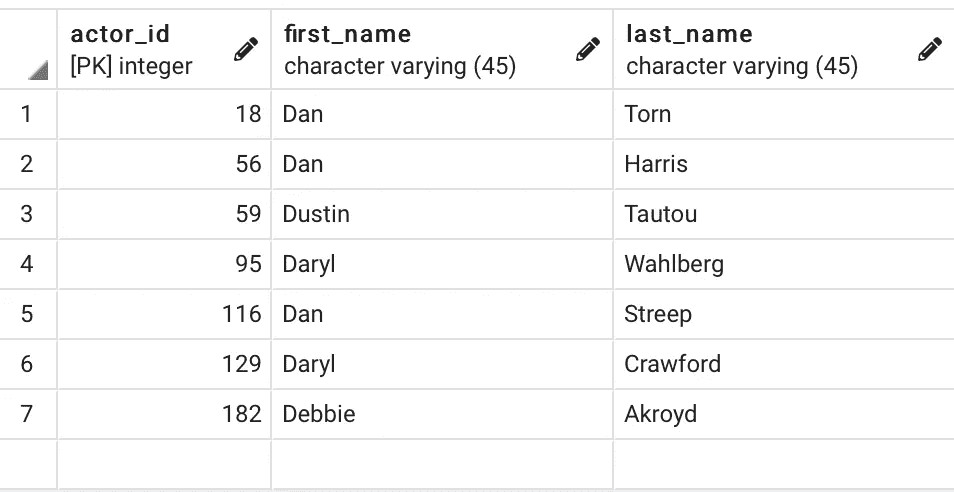 actor_id first_name last_name
[PK] integer character varying (45) character varying (45)
1 18 Dan Torn
2 56 Dan Harris
3 59 Dustin Tautou
4 95 Daryl Wahlberg
5 116 Dan Streep
6 129 Daryl Crawford
7 182 Debbie Akroyd